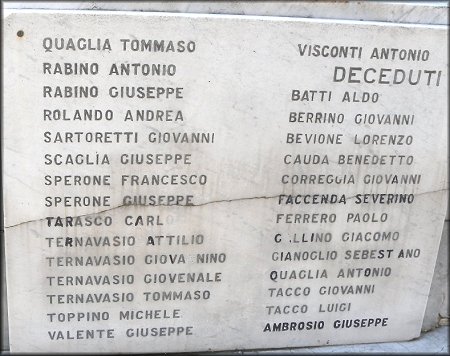 QUAGLIA TOMMASO
RABINO ANTONIO
RABINO GIUSEPPE
ROLANDO ANDREA
SARTORETTI GIOVANNI
SCAGLIA GIUSEPPE
SPERONE FRANCESCO
SPERONE GIUSEPPE
TARASCO CARL
TERNAVASIO ATTILIO
TERNAVASIO GIOVA NINO
TERNAVASIO GIOVENALE
TERNAVASIO TOMMASO
TOPPINO MICHELE
VALENTE GIUSEPPE
VISCONTI ANTONIO
DECEDUTI
BATTI ALDO
BERRINO GIOVANNI
BEVIONE LORENZO
CAUDA BENEDETTO
CORREGGIA GIOVANNI
FACCENDA SEVERINO
FERRERO PAOLO
GIACOMO
GIANOGLIO SEBEST ANO
QUAGLIA ANTONIO
TACCO GIOVANNI
TACCO LUIGI
AMBROSIO GIUSEPPE